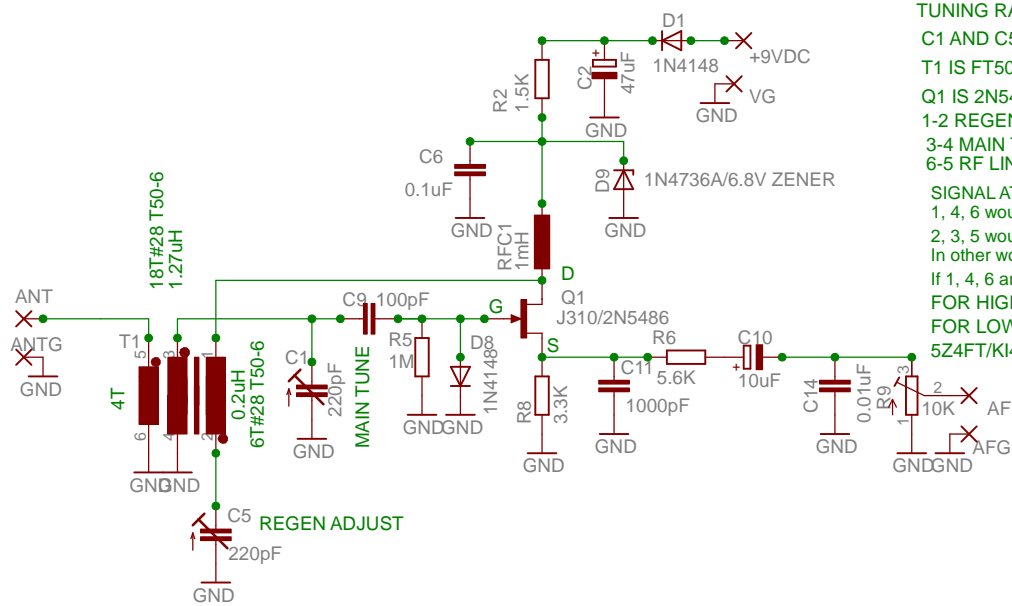 TUNING RA
C1 AND C5
T1 IS FT50
Q1 IS 2N54
1-2 REGEN
3-4 MAIN
6-5 RF LIN
SIGNAL AT
1, 4, 6 wou
2, 3, 5 wou
In other wo
If 1, 4, 6 ar
FOR HIGH
FOR LOW
5Z4FT/KI4
D1
1N4148
+9VDC
VG
GND
R2
1.5K
C2
+
47uF
GND
C6
0.1uF
GND
D9
1N4736A/6.8V ZENER
GND
RFC1
1mH
D
G
S
Q1
J310/2N5486
18T#28 T50-6
1.27uH
ANT
ANTG
GND
T1
5
3
1
6
4
2
4T
0.2uH
6T#28 T50-6
GND
GND
C1
220pF
GND
MAIN TUNE
C9
100pF
R5
1M
GND
D8
1N4148
GND
R8
3.3K
GND
C11
1000pF
GND
R6
5.6K
C10
+
10uF
C14
0.01uF
GND
R9
3
2
1
10K
GND
GND
AF
AFG
C5
220pF
REGEN ADJUST
GND